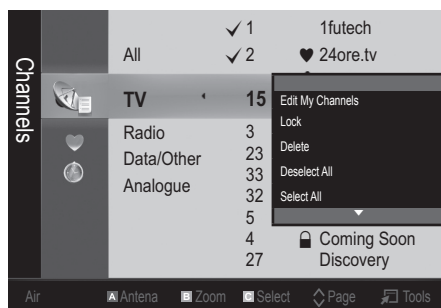 Channels
✓ 1 1futech
All ✓ 2 ♥ 24ore.tv
TV 15
Radio 3
Data/Other 23
33
Analogue
32
5
4 Coming Soon
27 Discovery
Edit My Channels
Lock
Delete
Deselect All
Select All
Air A Antena B Zoom C Select Page Tools